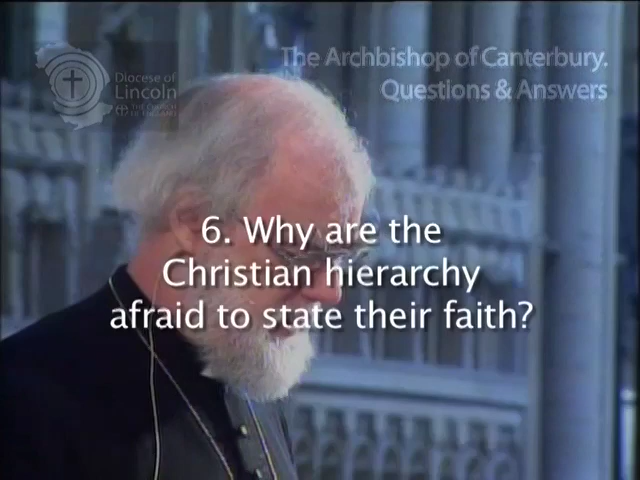 The Archbishop of Canterbury.
Questions & Answers
Diocese of
Lincoln
6. Why are the
Christian hierarchy
afraid to state their faith?